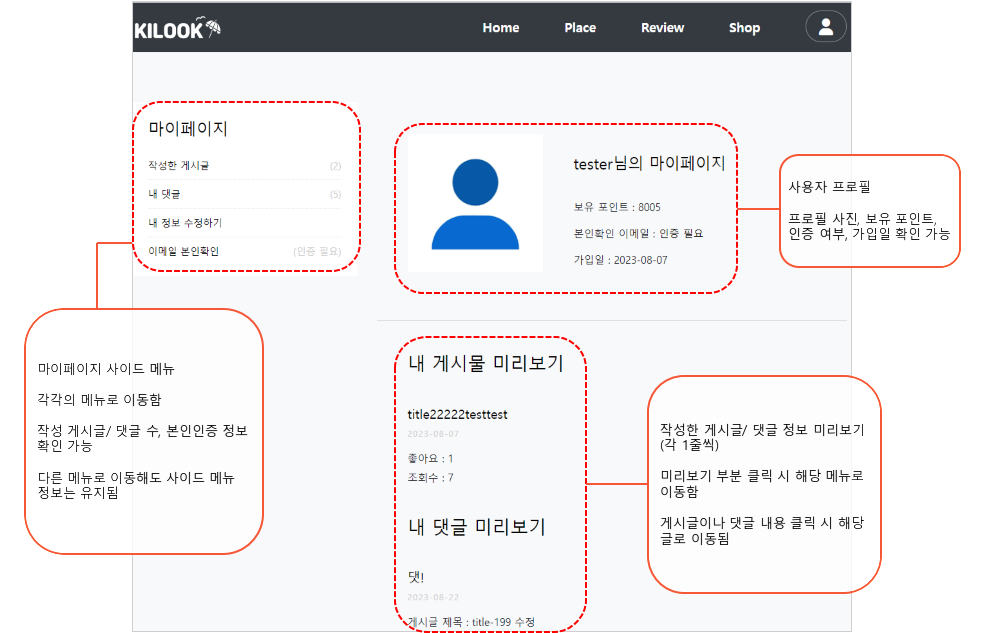 KILOOK
Home Place Review Shop
마이페이지
작성한 게시글 (2)
내 댓글 (5)
내 정보 수정하기
이메일 본인확인 (인증 필요)
tester님의 마이페이지
보유 포인트 : 8005
본인확인 이메일 : 인증 필요
가입일 : 2023-08-07
사용자 프로필
프로필 사진, 보유 포인트,
인증 여부, 가입일 확인 가능
마이페이지 사이드 메뉴
각각의 메뉴로 이동함
작성 게시글/ 댓글 수, 본인인증 정보
확인 가능
다른 메뉴로 이동해도 사이드 메뉴
정보는 유지됨
내 게시물 미리보기
title22222testtest
2023-08-07
좋아요 : 1
조회수 : 7
내 댓글 미리보기
댓!
2023-08-22
게시글 제목 : title-199 수정
작성한 게시글/ 댓글 정보 미리보기
(각 1줄씩)
미리보기 부분 클릭 시 해당 메뉴로
이동함
게시글이나 댓글 내용 클릭 시 해당
글로 이동됨